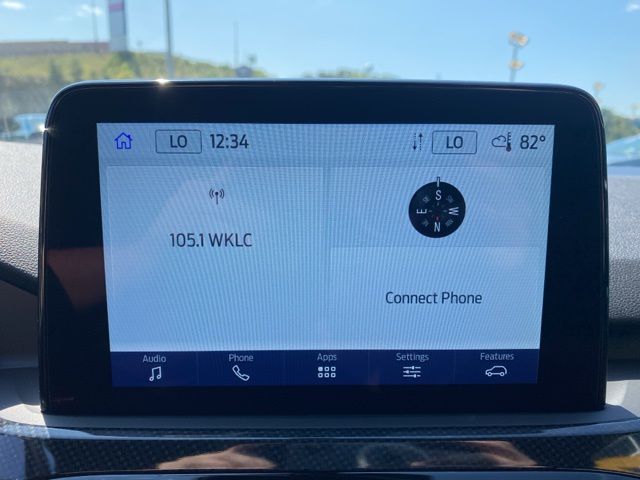 LO 12:34 LO 82°
105.1 WKLC
S
E W
N
Connect Phone
Audio Phone Apps Settings Features